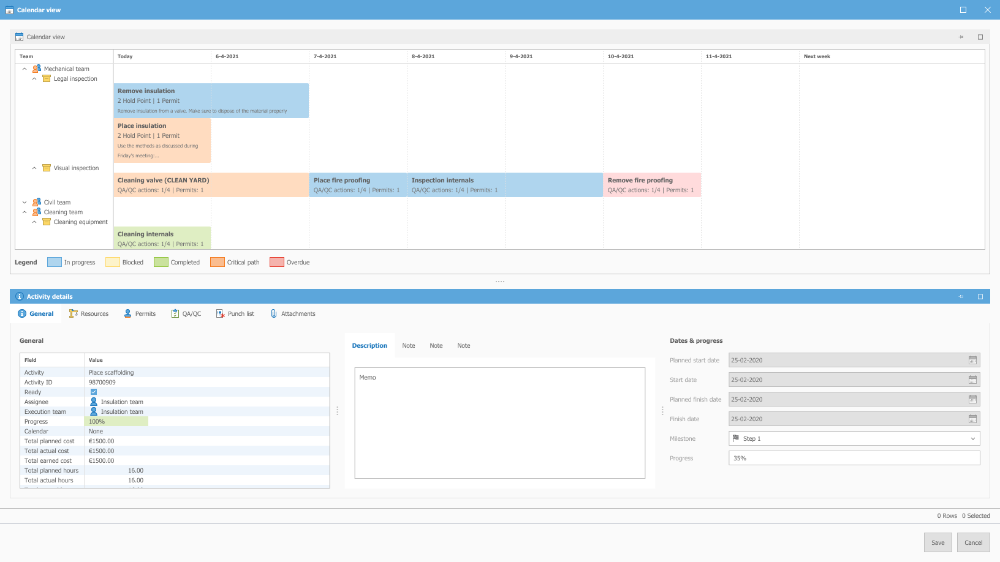 Calendar view
Calendar view
Team Today 6-4-2021 7-4-2021 8-4-2021 9-4-2021 10-4-2021 11-4-2021 Next week
Mechanical team
Legal inspection
Remove insulation
2 Hold Point | 1 Permit
Remove insulation from a valve. Make sure to dispose of the material properly
Place insulation
2 Hold Point | 1 Permit
Use the methods as discussed during
Friday's meeting:...
Visual inspection
Cleaning valve (CLEAN YARD) Place fire proofing Inspection internals Remove fire proofing
QA/QC actions: 1/4 | Permits: 1 QA/QC actions: 1/4 | Permits: 1 QA/QC actions: 1/4 | Permits: 1 QA/QC actions: 1/4 | Permits: 1
Civil team
Cleaning team
Cleaning equipment
Cleaning internals
QA/QC actions: 1/4 | Permits: 1
Legend In progress Blocked Completed Critical path Overdue
Activity details
General Resources Permits QA/QC Punch list Attachments
General
Field Value
Activity Place scaffolding
Activity ID 98700909
Ready
Assignee Insulation team
Execution team Insulation team
Progress 100%
Calendar None
Total planned cost €1500.00
Total actual cost €1500.00
Total earned cost €1500.00
Total planned hours 16.00
Total actual hours 16.00
Description Note Note Note
Memo
Dates & progress
Planned start date 25-02-2020
Start date 25-02-2020
Planned finish date 25-02-2020
Finish date 25-02-2020
Milestone Step 1
Progress 35%
0 Rows 0 Selected
Save Cancel